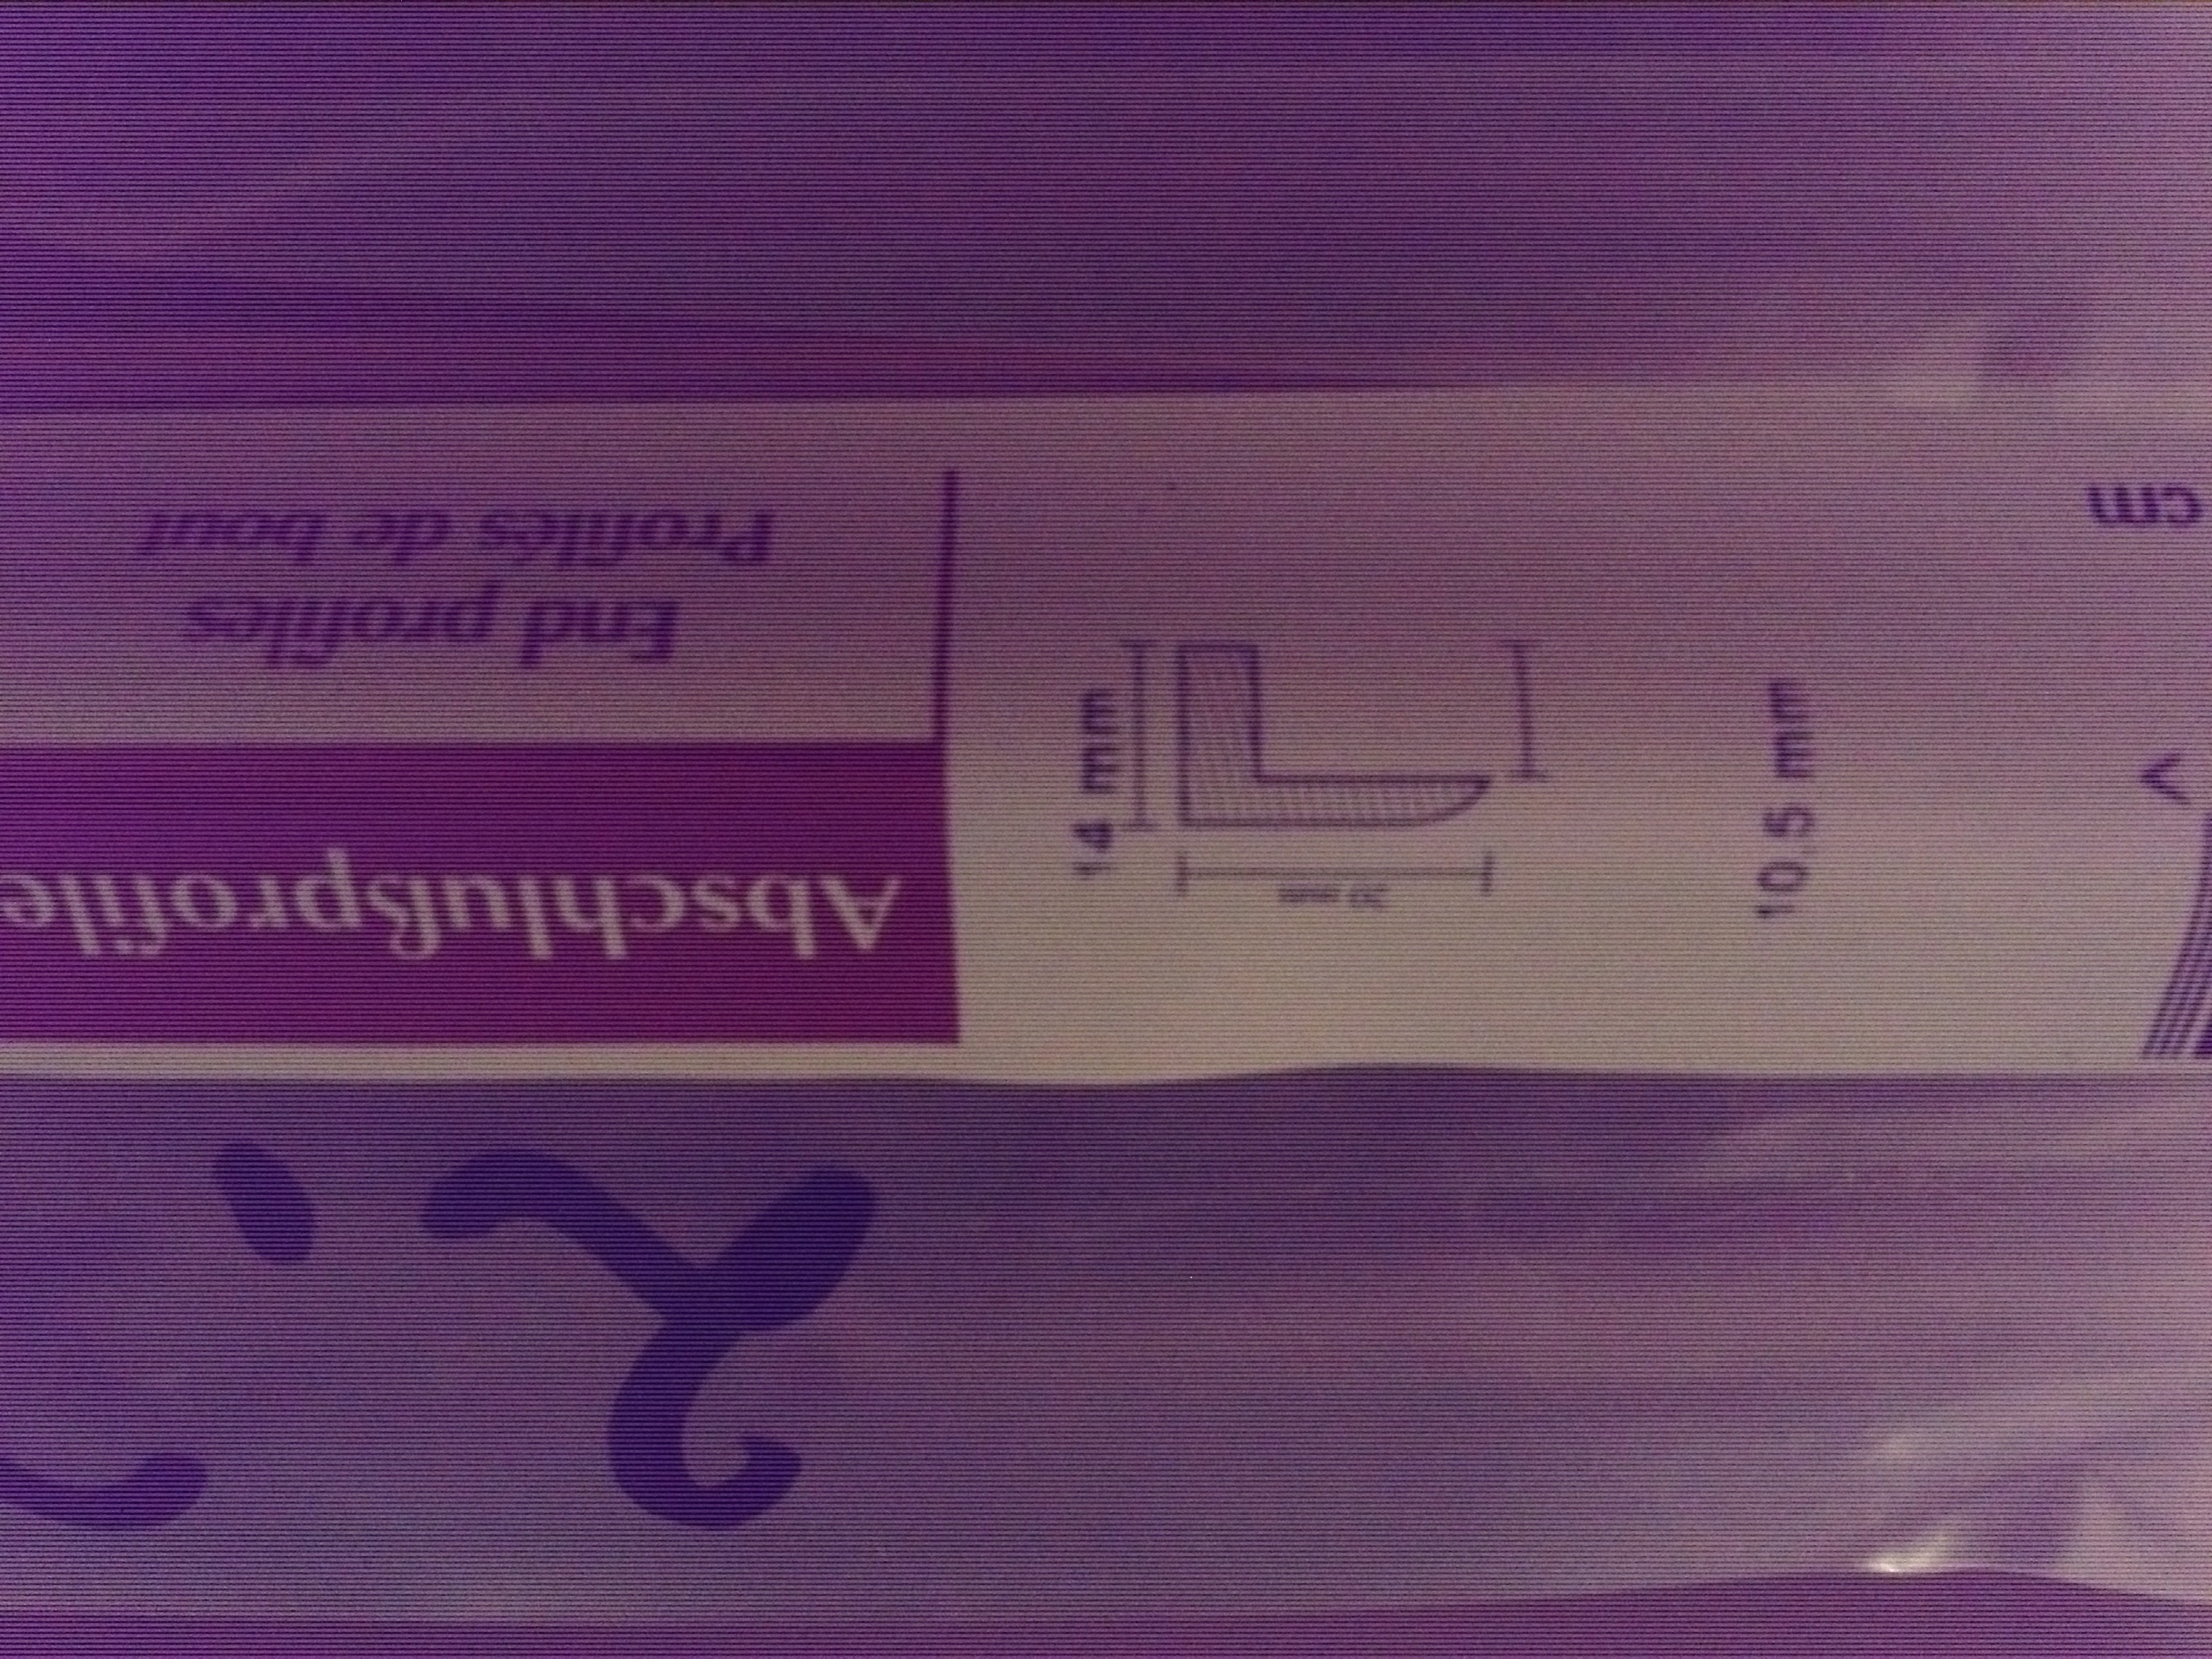 Abschlußprofile
End profiles
Profilés de bout
14 mm
10,5 mm
cm